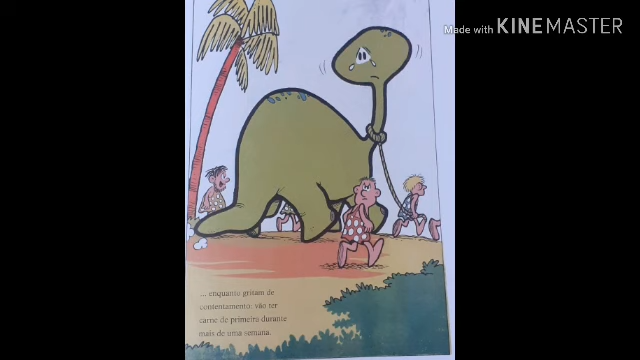 Made with KINEMASTER
... enquanto gritam de
contentamento: vão ter
carne de primeira durante
mais de uma semana.